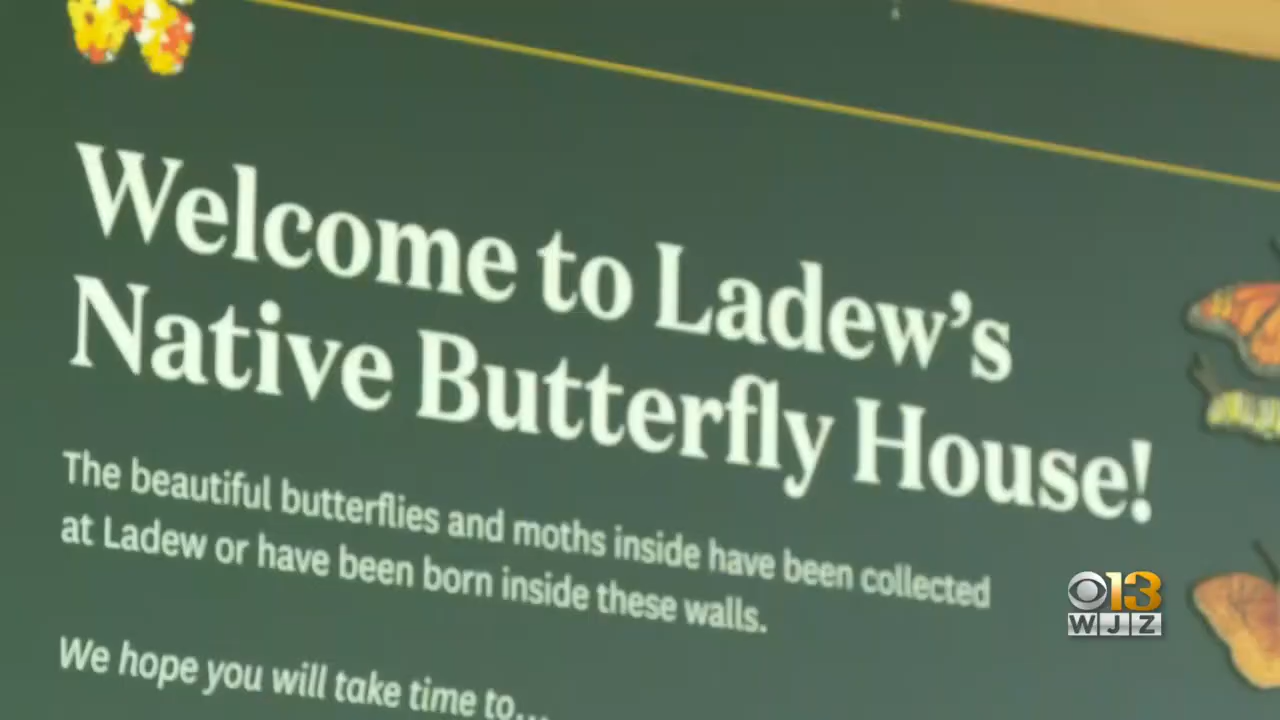 Welcome to Ladew’s
Native Butterfly House!
The beautiful butterflies and moths inside have been collected
at Ladew or have been born inside these walls.
We hope you will take time to...
13
WJZ